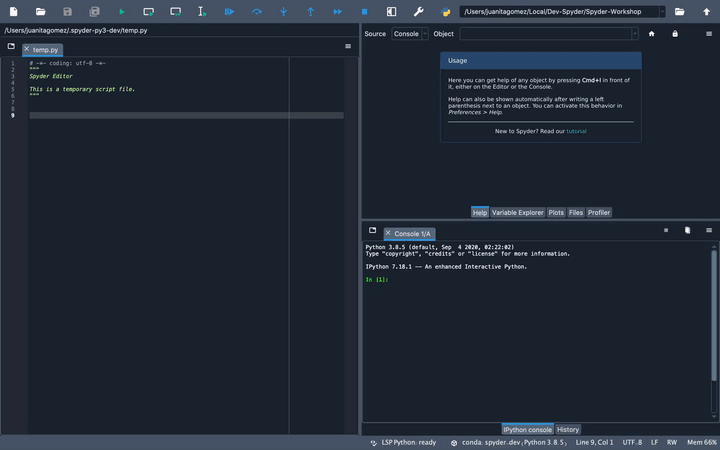 /Users/juanitagomez/Local/Dev-Spyder/Spyder-Workshop
/Users/juanitagomez/.spyder-py3-dev/temp.py
temp.py
1 # -*- coding: utf-8 -*-
2 """
3 Spyder Editor
4
5 This is a temporary script file.
6 """
7
8
9
Source Console Object
Usage
Here you can get help of any object by pressing Cmd+I in front of
it, either on the Editor or the Console.
Help can also be shown automatically after writing a left
parenthesis next to an object. You can activate this behavior in
Preferences > Help.
New to Spyder? Read our tutorial
Help Variable Explorer Plots Files Profiler
Console 1/A
Python 3.8.5 (default, Sep  4 2020, 02:22:02)
Type "copyright", "credits" or "license" for more information.
IPython 7.18.1 -- An enhanced Interactive Python.
In [1]:
IPython console History
LSP Python: ready conda: spyder-dev (Python 3.8.5) Line 9, Col 1 UTF-8 LF RW Mem 66%